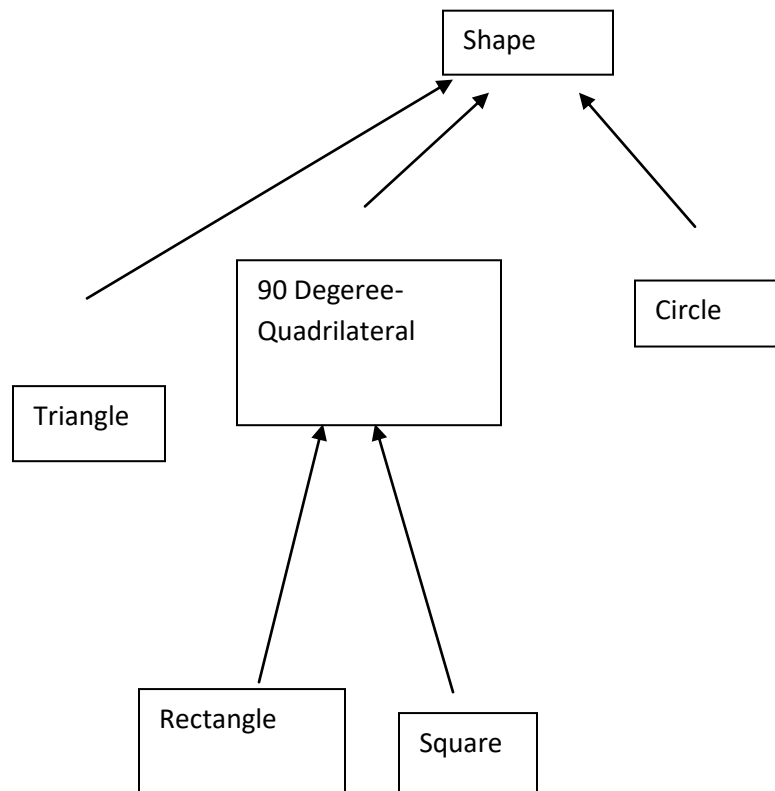 Shape
90 Degeree-
Quadrilateral
Circle
Triangle
Rectangle
Square